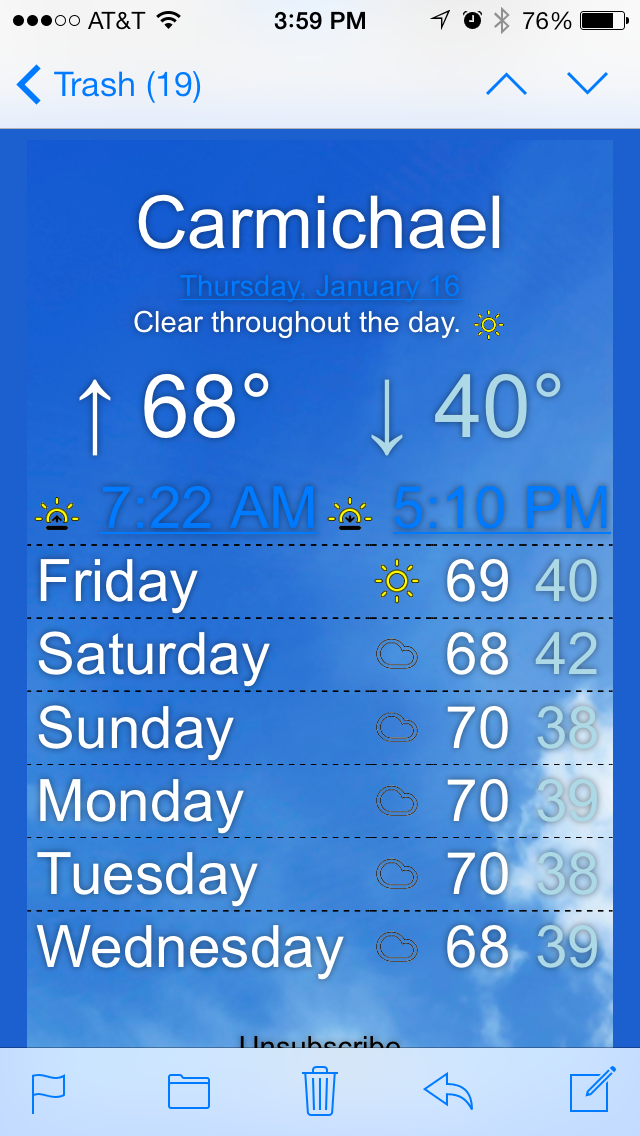 AT&T 3:59 PM 76%
Trash (19)
Carmichael
Thursday, January 16
Clear throughout the day.
↑ 68° ↓ 40°
7:22 AM 5:10 PM
Friday 69 40
Saturday 68 42
Sunday 70 38
Monday 70 39
Tuesday 70 38
Wednesday 68 39
Unsubscribe